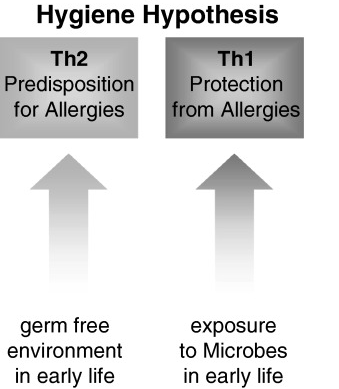 Hygiene Hypothesis
Th2
Predisposition
for Allergies
Th1
Protection
from Allergies
germ free
environment
in early life
exposure
to Microbes
in early life